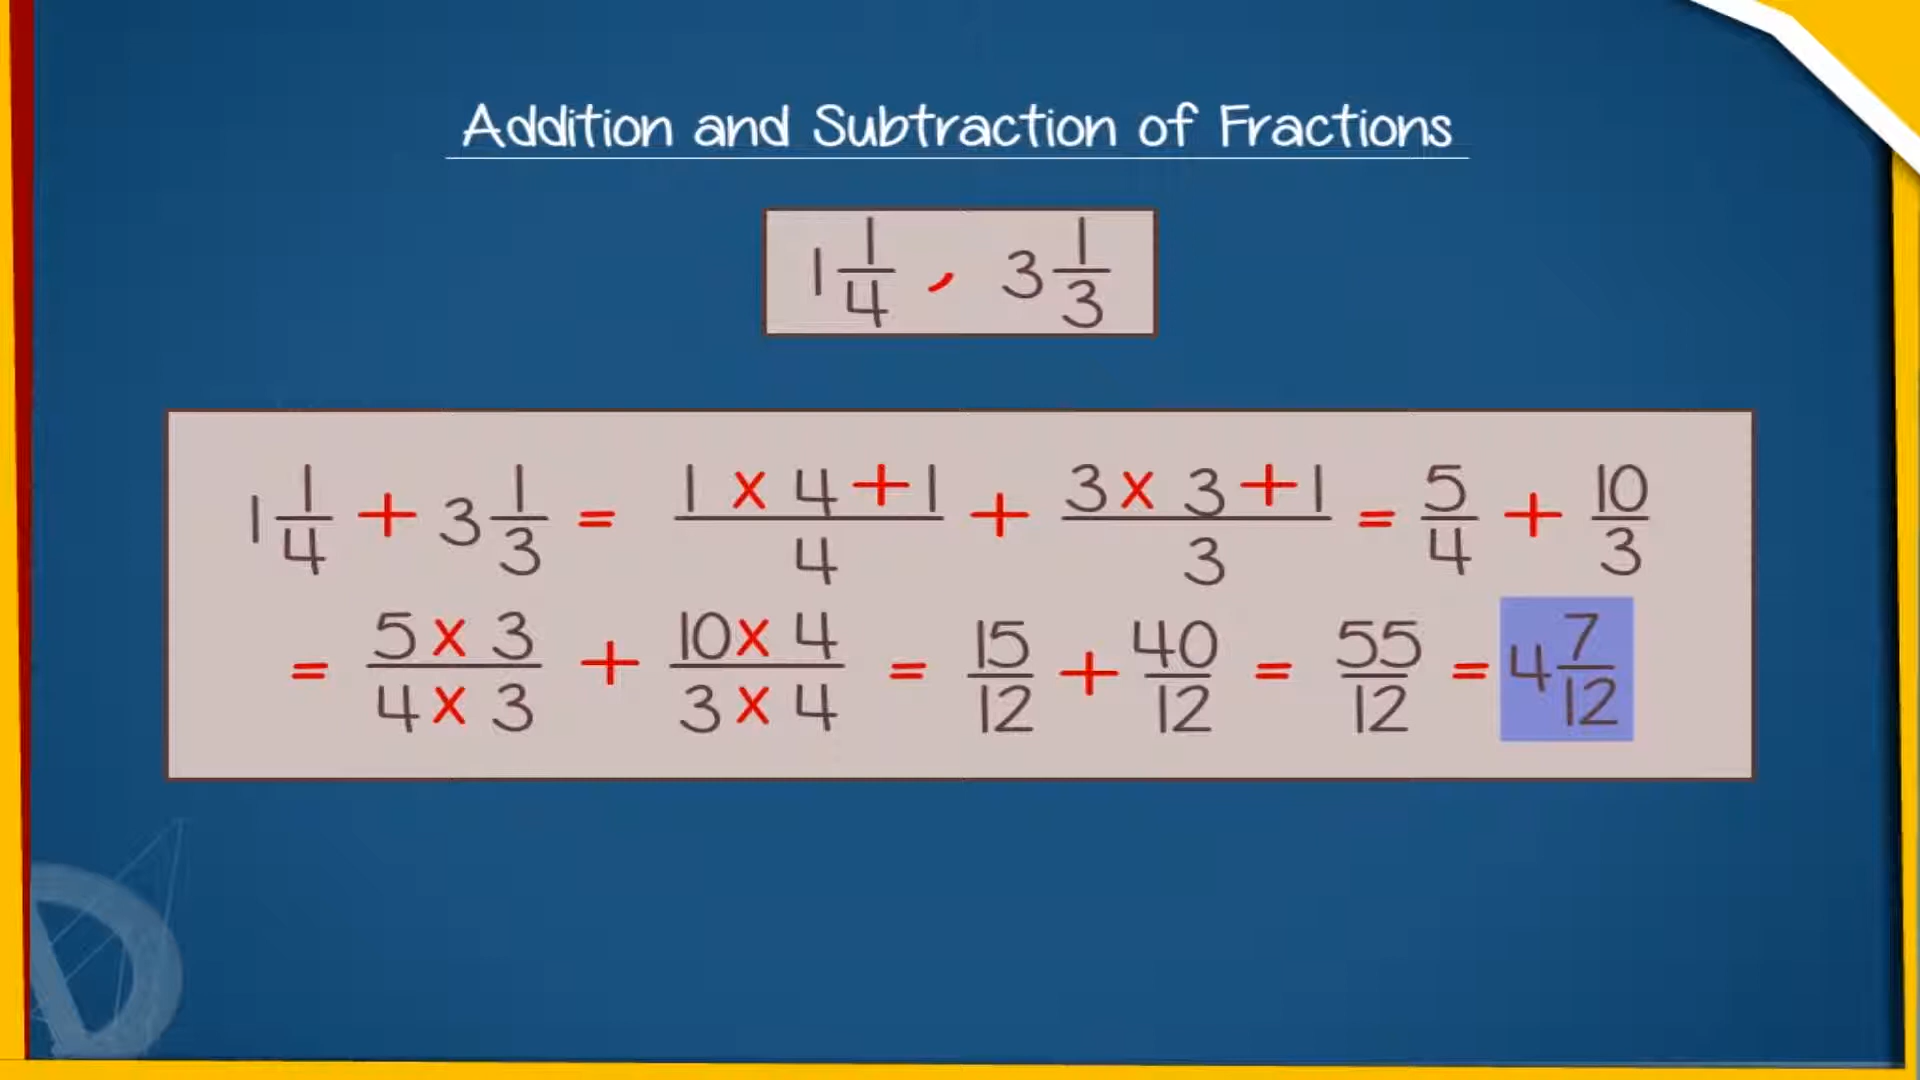 Addition and Subtraction of Fractions
1 1/4 , 3 1/3
1 1/4 + 3 1/3 = (1 x 4 + 1)/4 + (3 x 3 + 1)/3 = 5/4 + 10/3
= (5 x 3)/(4 x 3) + (10 x 4)/(3 x 4) = 15/12 + 40/12 = 55/12 = 4 7/12